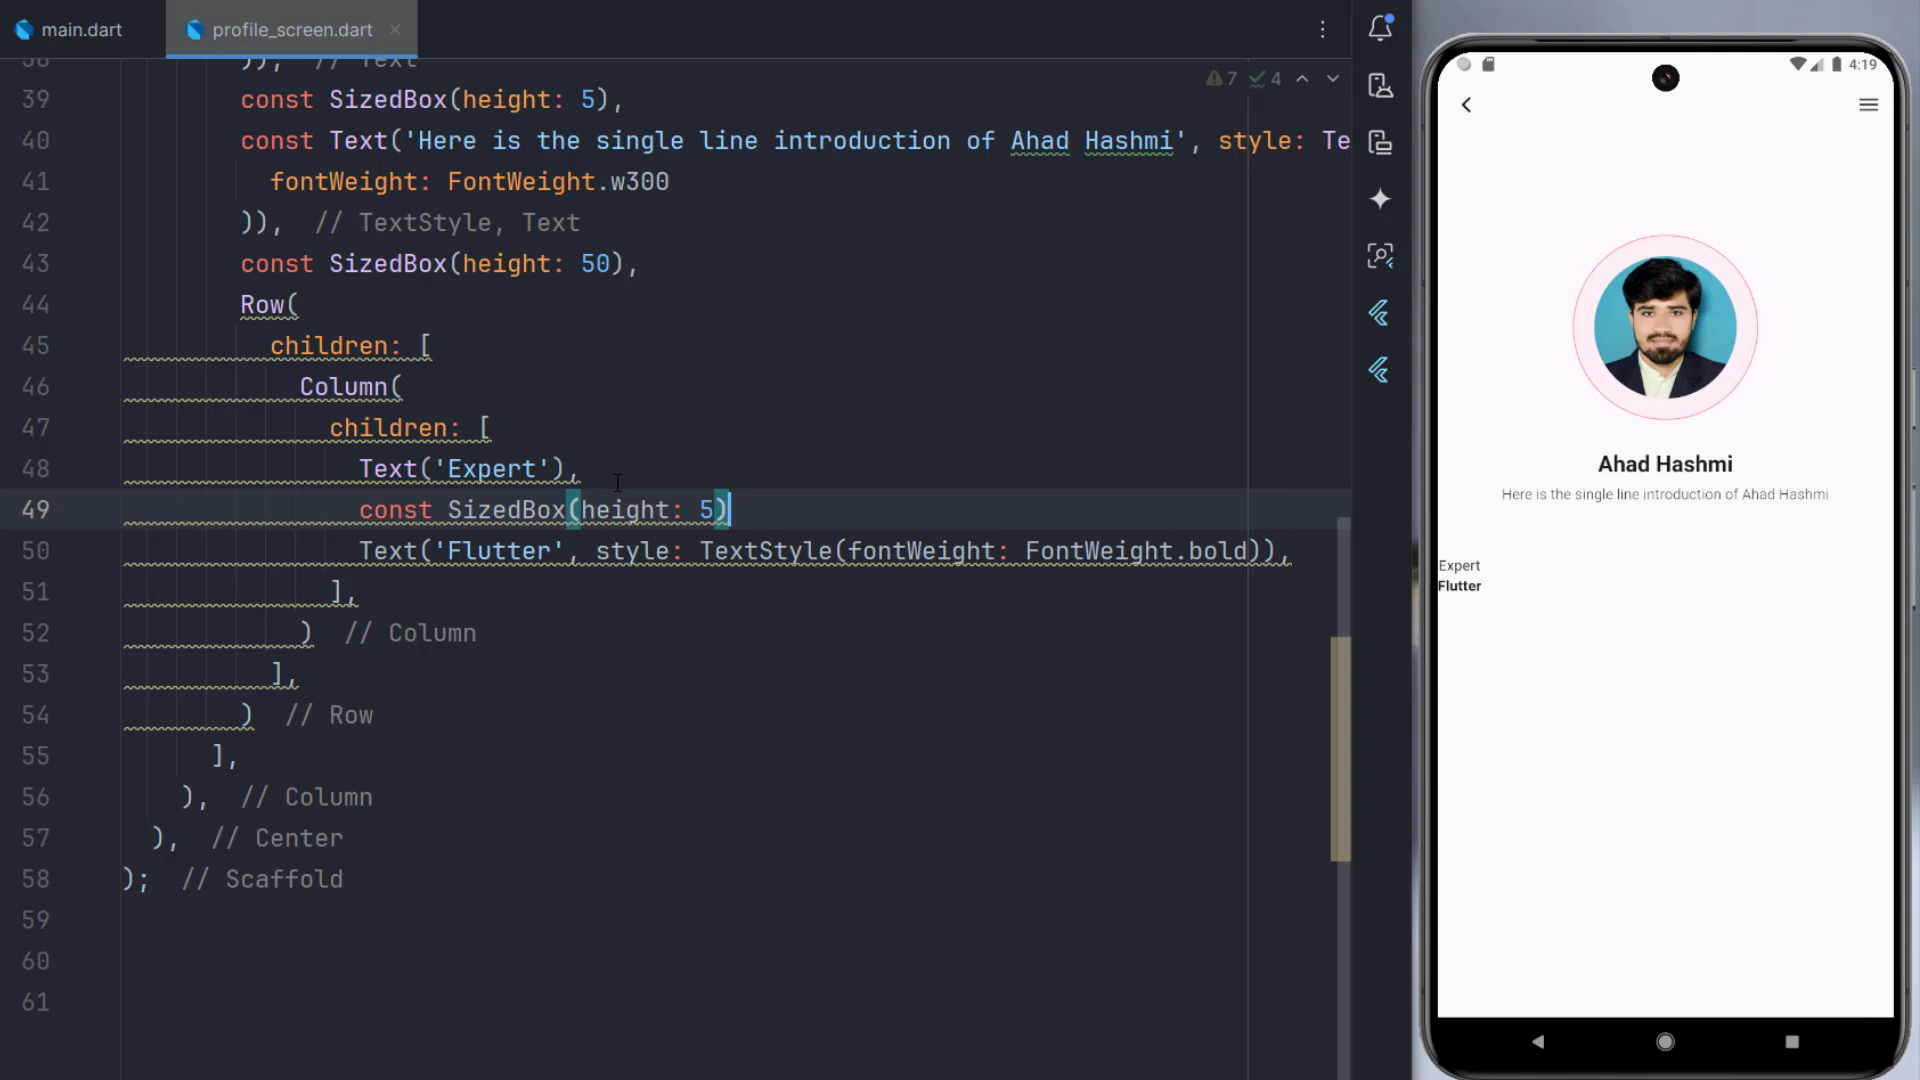 main.dart
profile_screen.dart
7
4
38 )), // Text
39 const SizedBox(height: 5),
40 const Text('Here is the single line introduction of Ahad Hashmi', style: Te
41 fontWeight: FontWeight.w300
42 )), // TextStyle, Text
43 const SizedBox(height: 50),
44 Row(
45 children: [
46 Column(
47 children: [
48 Text('Expert'),
49 const SizedBox(height: 5)
50 Text('Flutter', style: TextStyle(fontWeight: FontWeight.bold)),
51 ],
52 ) // Column
53 ],
54 ) // Row
55 ],
56 ), // Column
57 ), // Center
58 ); // Scaffold
59
60
61
4:19
Ahad Hashmi
Here is the single line introduction of Ahad Hashmi
Expert
Flutter